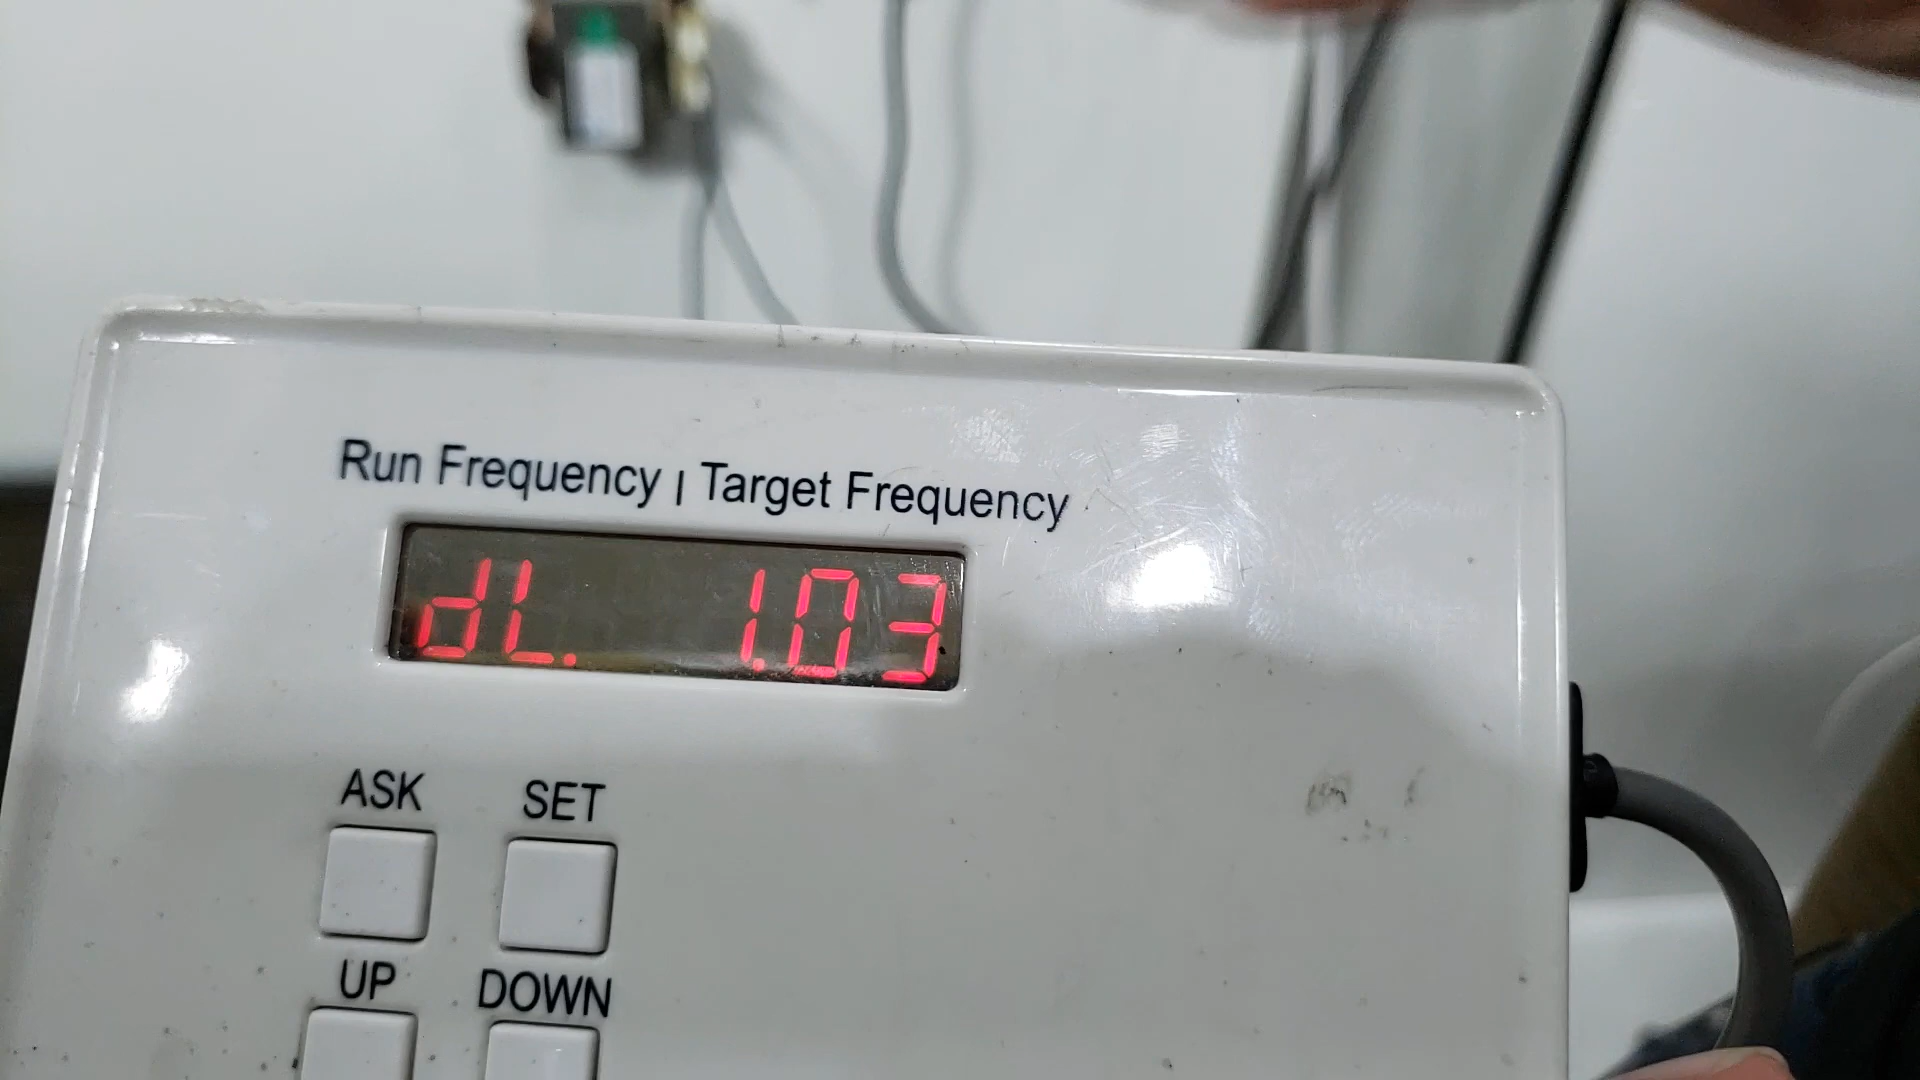 Run Frequency | Target Frequency
dL. 1.03
ASK SET
UP DOWN